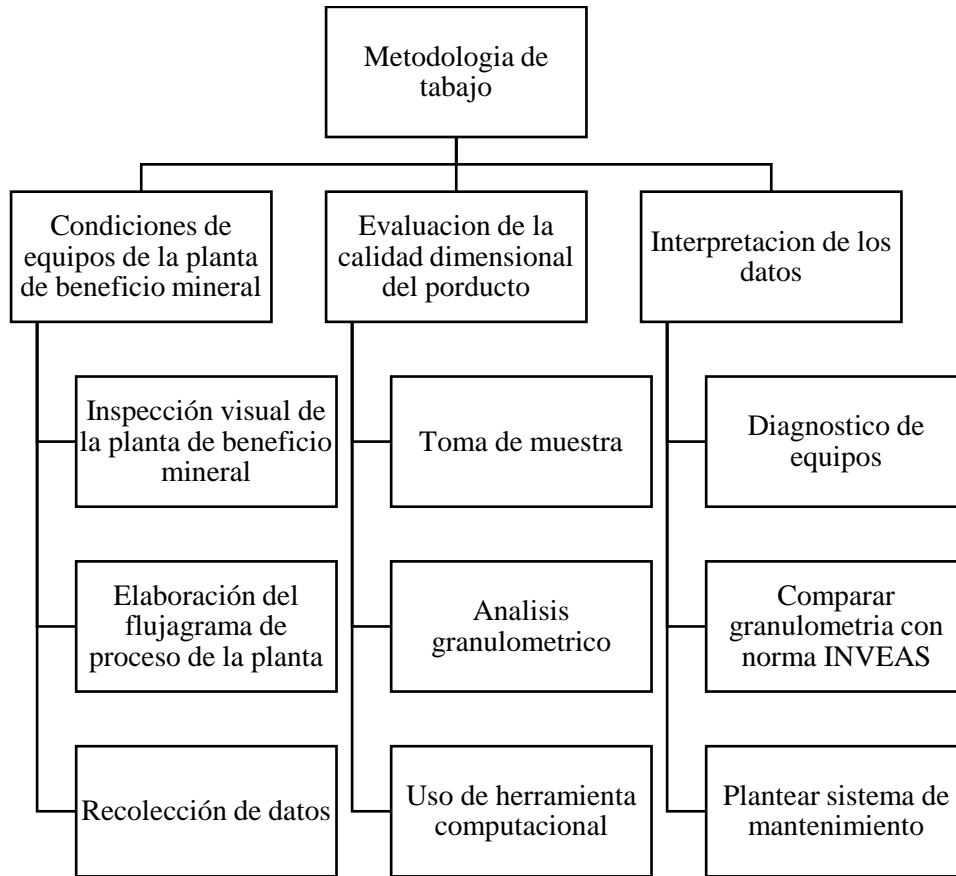 Metodologia de
tabajo
Condiciones de
equipos de la planta
de beneficio mineral
Inspección visual de
la planta de beneficio
mineral
Elaboración del
flujagrama de
proceso de la planta
Recolección de datos
Evaluacion de la
calidad dimensional
del porducto
Toma de muestra
Analisis
granulometrico
Uso de herramienta
computacional
Interpretacion de los
datos
Diagnostico de
equipos
Comparar
granulometria con
norma INVEAS
Plantear sistema de
mantenimiento